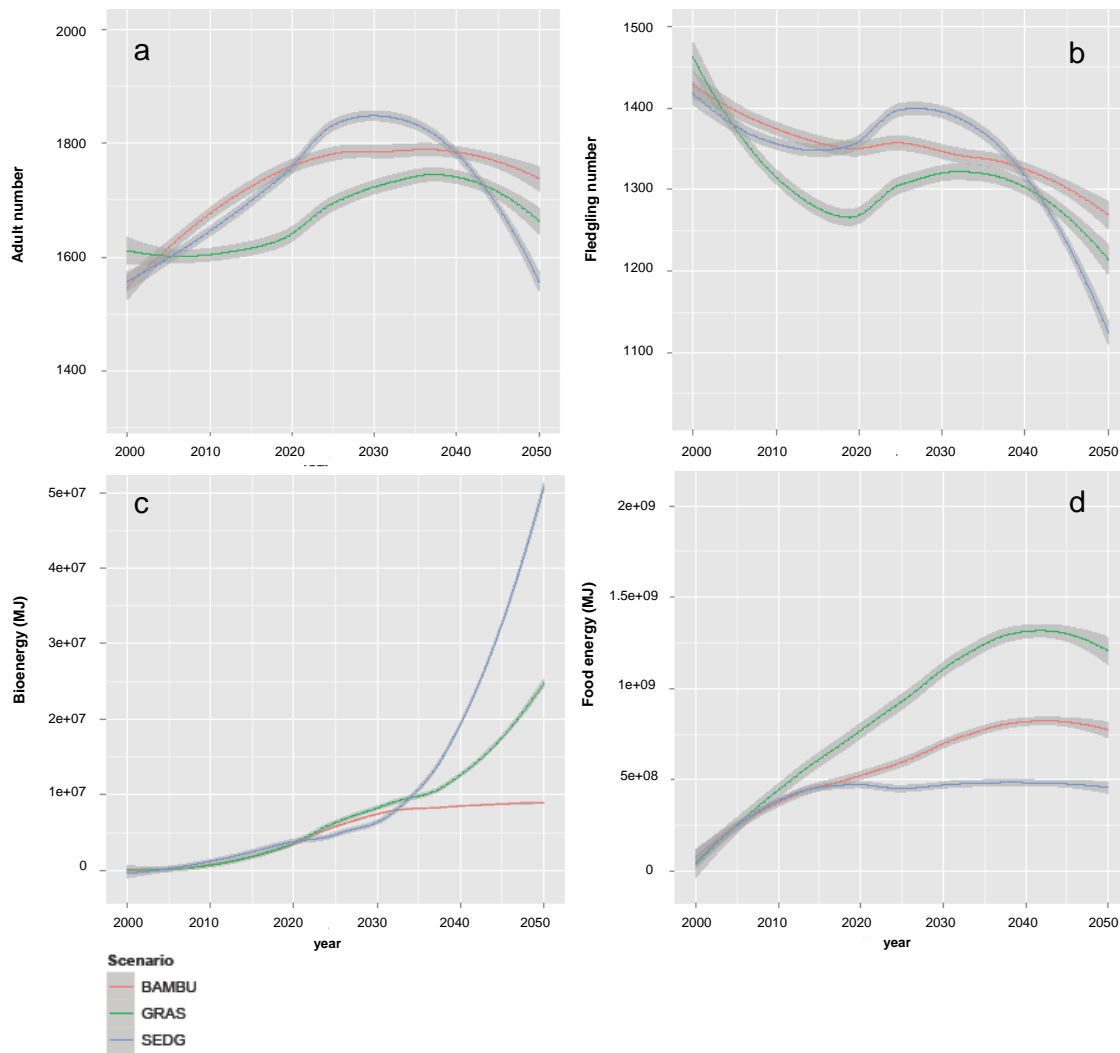 a
2000
1800
1600
1400
Adult number
2000 2010 2020 2030 2040 2050
b
1500
1400
1300
1200
1100
Fledgling number
2000 2010 2020 2030 2040 2050
c
5e+07
4e+07
3e+07
2e+07
1e+07
0
Bioenergy (MJ)
2000 2010 2020 2030 2040 2050
year
d
2e+09
1.5e+09
1e+09
5e+08
0
Food energy (MJ)
2000 2010 2020 2030 2040 2050
year
Scenario
BAMBU
GRAS
SEDG